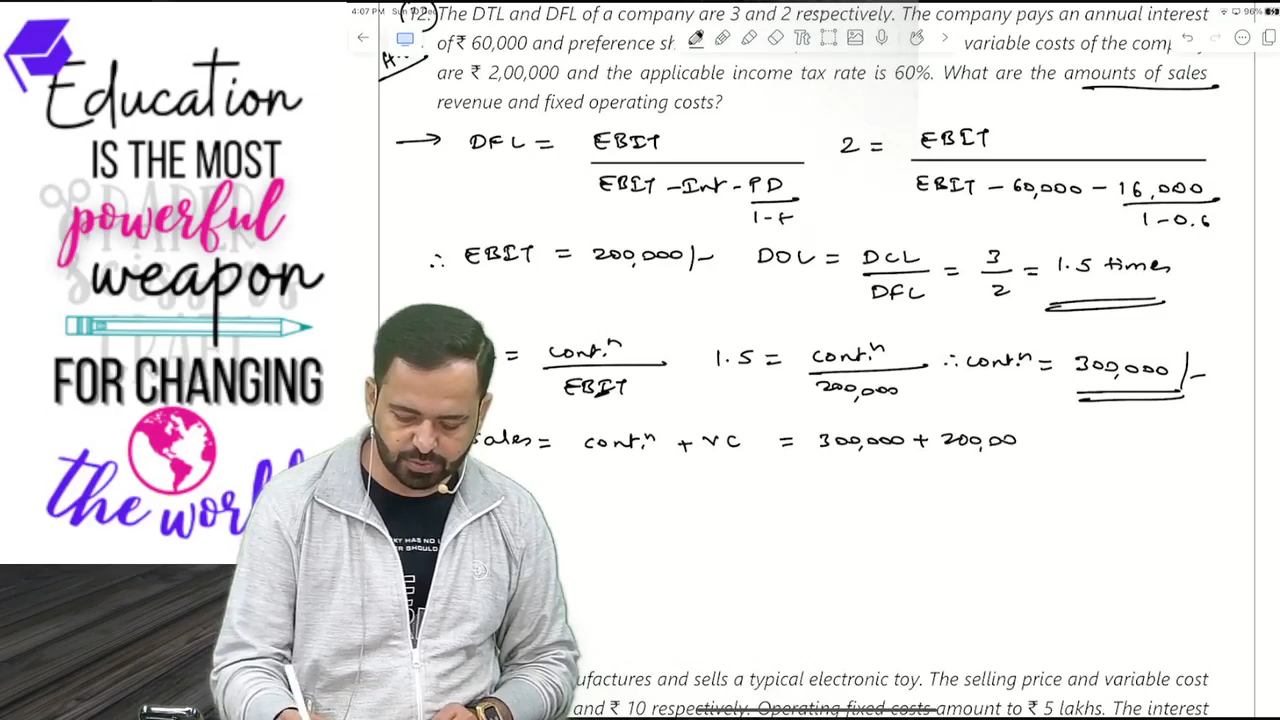 4:07 PM Sun
96%
12. The DTL and DFL of a company are 3 and 2 respectively. The company pays an annual interest
of ₹ 60,000 and preference variable costs of the
are ₹ 2,00,000 and the applicable income tax rate is 60%. What are the amounts of sales
revenue and fixed operating costs?
→ DFL = EBIT / EBIT - Int - PD / 1-t
2 = EBIT / EBIT - 60,000 - 16,000 / 1-0.6
∴ EBIT = 200,000/-
DOL = DCL / DFL = 3 / 2 = 1.5 times
= contⁿ / EBIT
1.5 = contⁿ / 200,000
∴ contⁿ = 300,000/-
Sales = contⁿ + VC = 300,000 + 200,00
and sells a typical electronic toy. The selling price and variable cost
and ₹ 10 respectively. Operating fixed costs amount to ₹ 5 lakhs. The interest
Education
IS THE MOST
powerful
weapon
FOR CHANGING
the